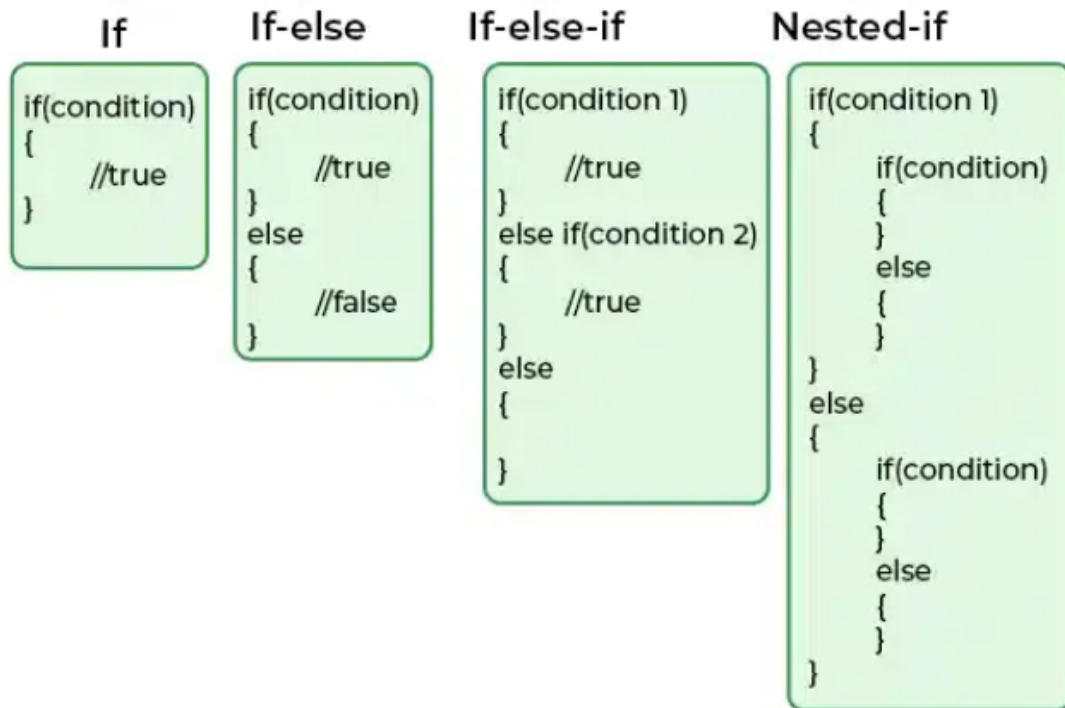 If
if(condition)
{
//true
}
If-else
if(condition)
{
//true
}
else
{
//false
}
If-else-if
if(condition 1)
{
//true
}
else if(condition 2)
{
//true
}
else
{
}
Nested-if
if(condition 1)
{
if(condition)
{
}
else
{
}
}
else
{
if(condition)
{
}
else
{
}
}